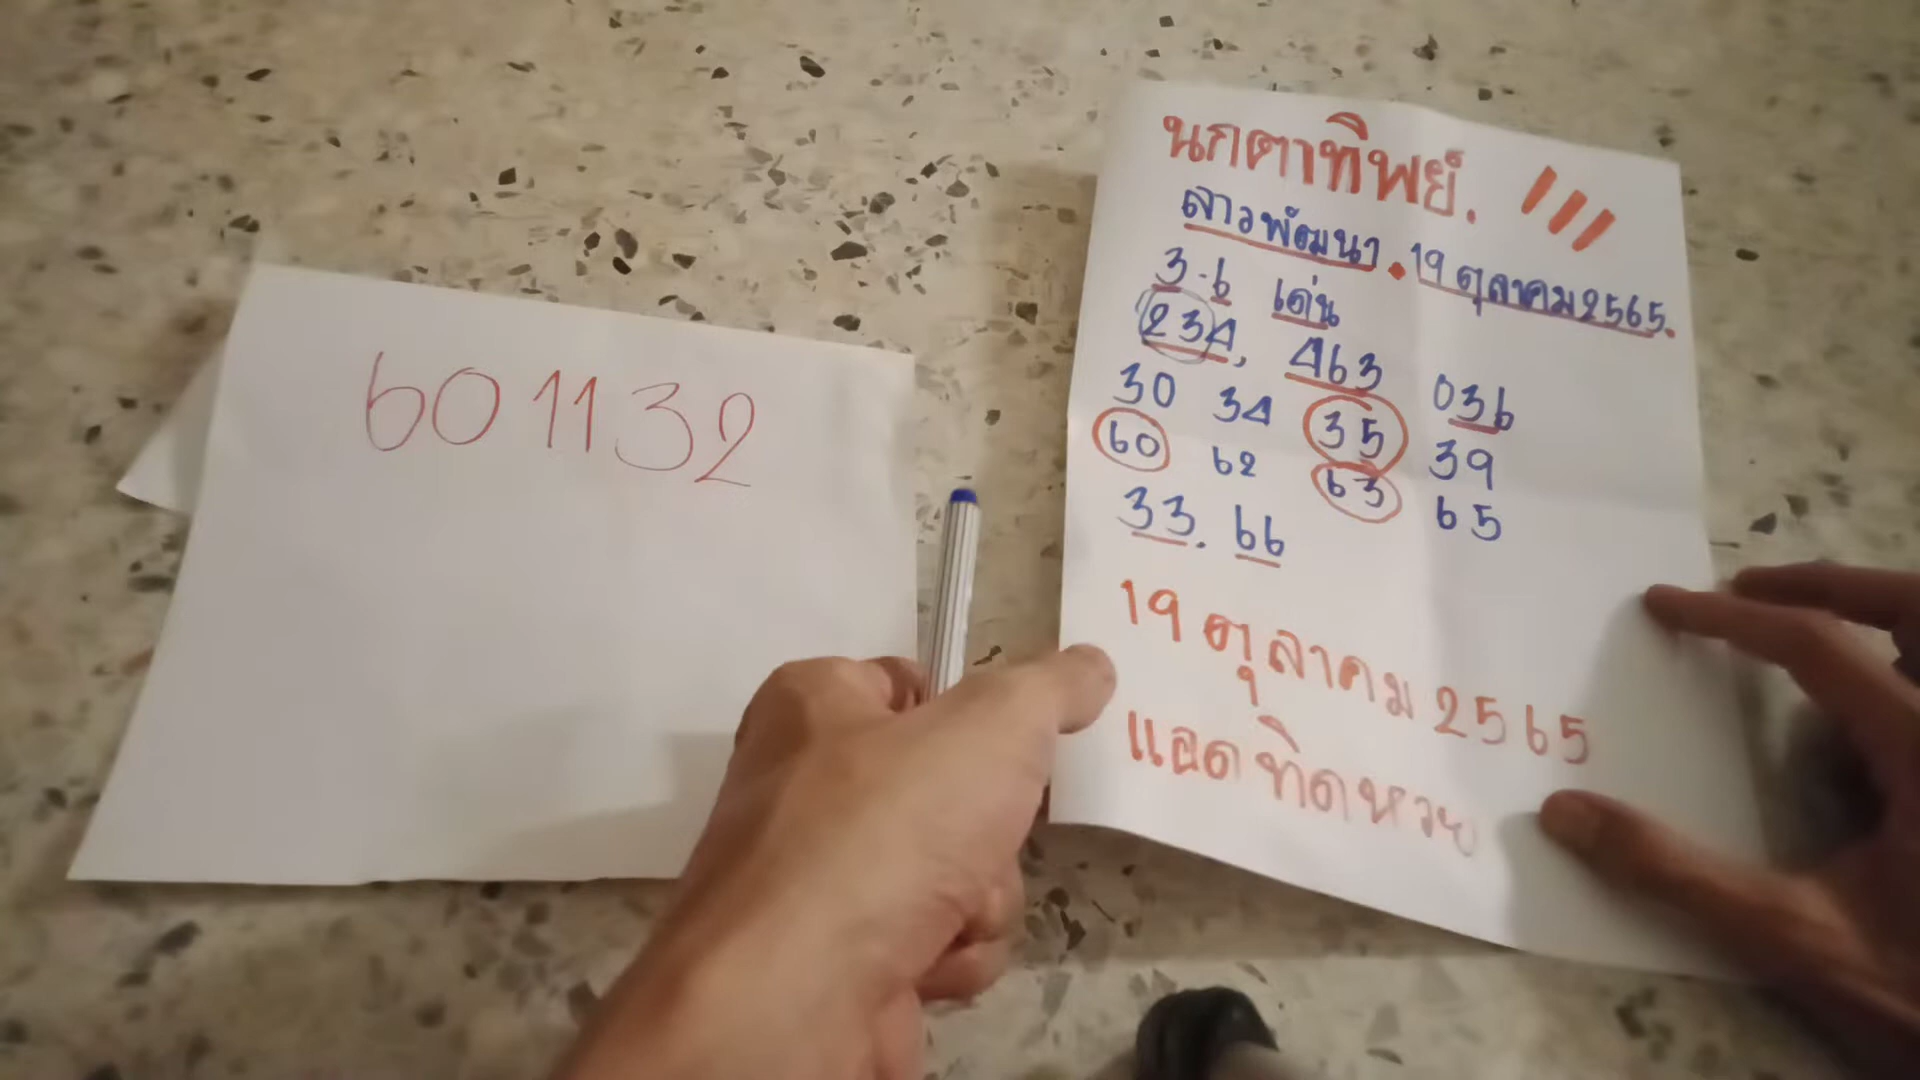 601132
นกตาทิพย์. ///
ลาวพัฒนา . 19 ตุลาคม 2565.
3-6 เด่น
234, 463 036
30 34 35 39
60 62 63 65
33. 66
19 ตุลาคม 2565
แอดทิดหวย